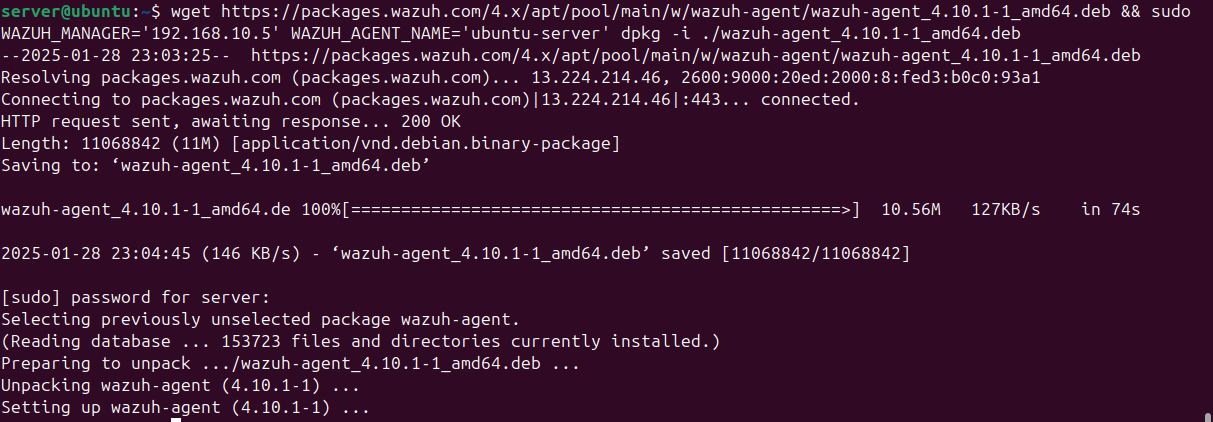 server@ubuntu:~$ wget https://packages.wazuh.com/4.x/apt/pool/main/w/wazuh-agent/wazuh-agent_4.10.1-1_amd64.deb && sudo
WAZUH_MANAGER='192.168.10.5' WAZUH_AGENT_NAME='ubuntu-server' dpkg -i ./wazuh-agent_4.10.1-1_amd64.deb
--2025-01-28 23:03:25--  https://packages.wazuh.com/4.x/apt/pool/main/w/wazuh-agent/wazuh-agent_4.10.1-1_amd64.deb
Resolving packages.wazuh.com (packages.wazuh.com)... 13.224.214.46, 2600:9000:20ed:2000:8:fed3:b0c0:93a1
Connecting to packages.wazuh.com (packages.wazuh.com)|13.224.214.46|:443... connected.
HTTP request sent, awaiting response... 200 OK
Length: 11068842 (11M) [application/vnd.debian.binary-package]
Saving to: ‘wazuh-agent_4.10.1-1_amd64.deb’
wazuh-agent_4.10.1-1_amd64.de 100%[=================================================>]  10.56M   127KB/s    in 74s
2025-01-28 23:04:45 (146 KB/s) - ‘wazuh-agent_4.10.1-1_amd64.deb’ saved [11068842/11068842]
[sudo] password for server:
Selecting previously unselected package wazuh-agent.
(Reading database ... 153723 files and directories currently installed.)
Preparing to unpack .../wazuh-agent_4.10.1-1_amd64.deb ...
Unpacking wazuh-agent (4.10.1-1) ...
Setting up wazuh-agent (4.10.1-1) ...